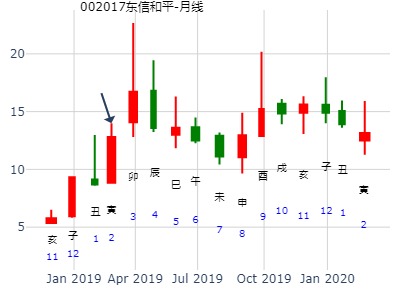 002017东信和平-月线
20
15
10
5
亥 子 丑 寅 卯 辰 巳 午 未 申 酉 戌 亥 子 丑 寅
11 12 1 2 3 4 5 6 7 8 9 10 11 12 1 2
Jan 2019 Apr 2019 Jul 2019 Oct 2019 Jan 2020